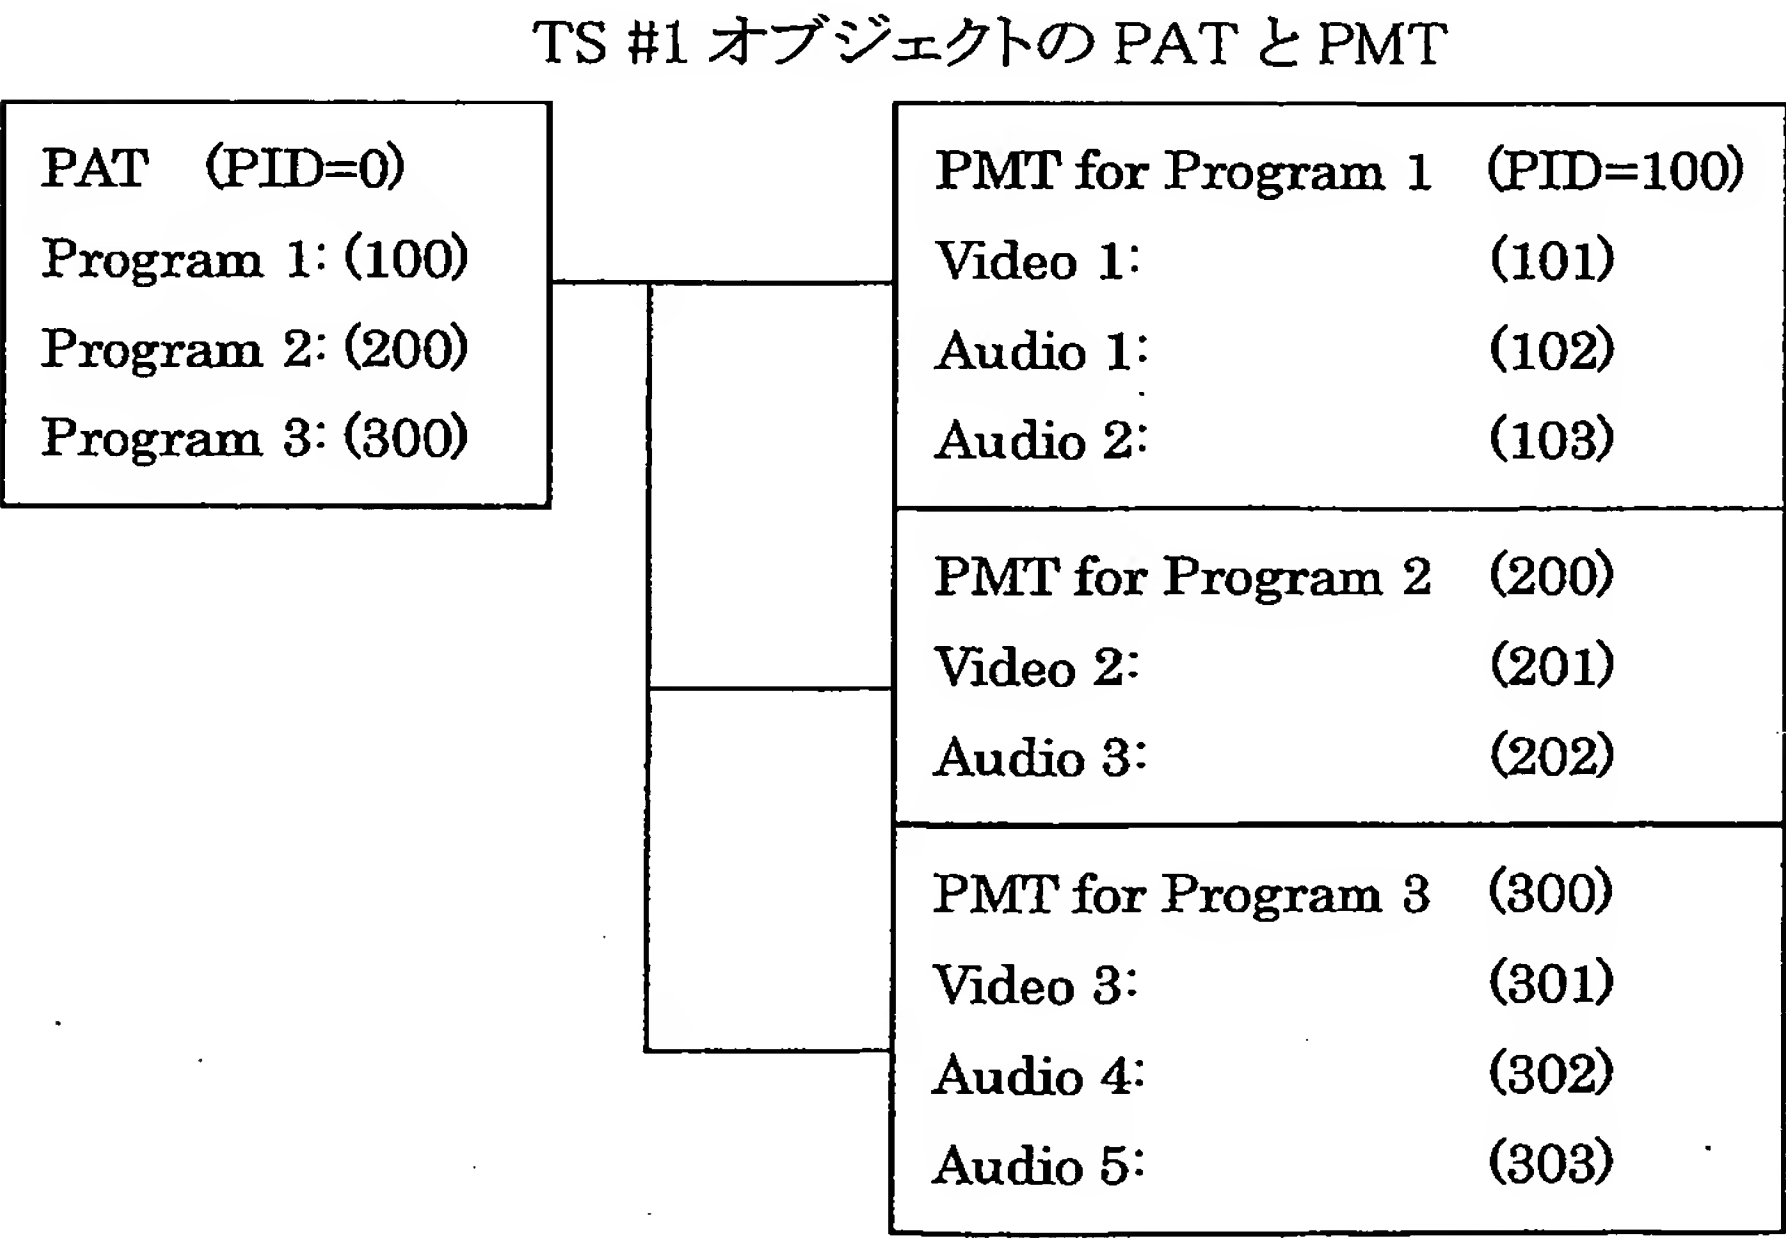 TS #1 オブジェクトの PAT と PMT
PAT (PID=0)
Program 1: (100)
Program 2: (200)
Program 3: (300)
PMT for Program 1 (PID=100)
Video 1: (101)
Audio 1: (102)
Audio 2: (103)
PMT for Program 2 (200)
Video 2: (201)
Audio 3: (202)
PMT for Program 3 (300)
Video 3: (301)
Audio 4: (302)
Audio 5: (303)